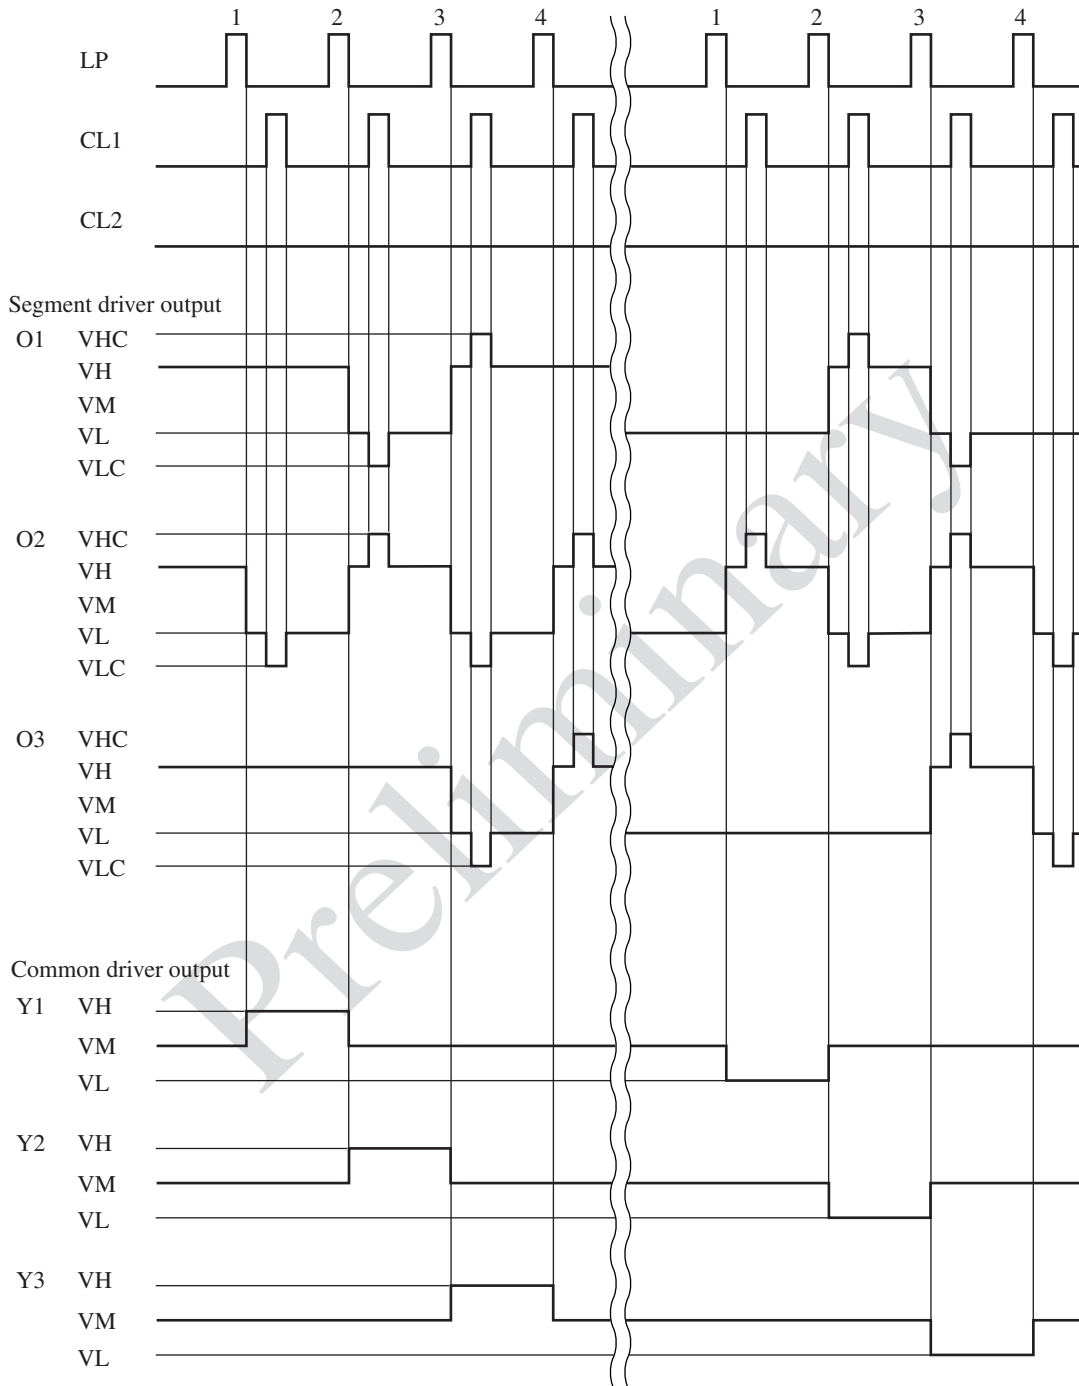 1 2 3 4 1 2 3 4
LP
CL1
CL2
Segment driver output
O1 VHC
VH
VM
VL
VLC
O2 VHC
VH
VM
VL
VLC
O3 VHC
VH
VM
VL
VLC
Common driver output
Y1 VH
VM
VL
Y2 VH
VM
VL
Y3 VH
VM
VL
Preliminary